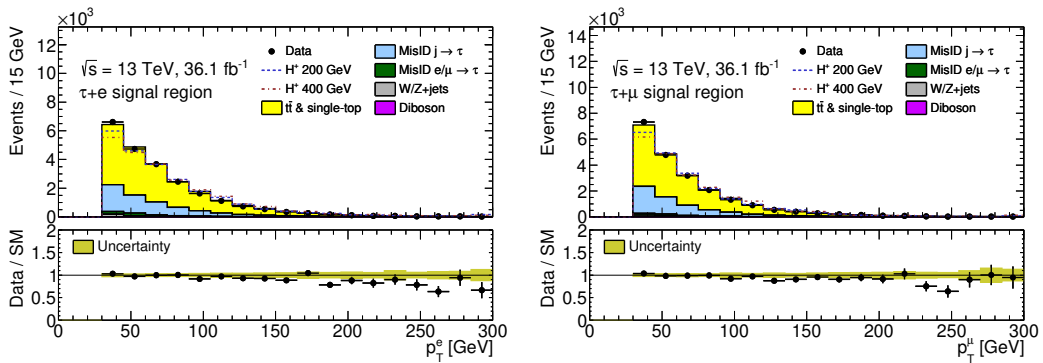 ×10³
Events / 15 GeV
12
10
8
6
4
2
0
√s = 13 TeV, 36.1 fb⁻¹
τ+e signal region
Data
H⁺ 200 GeV
H⁺ 400 GeV
tt̄ & single-top
MisID j → τ
MisID e/μ → τ
W/Z+jets
Diboson
Data / SM
2
1.5
1
0.5
0
Uncertainty
0 50 100 150 200 250 300
p_T^e [GeV]
×10³
Events / 15 GeV
14
12
10
8
6
4
2
0
√s = 13 TeV, 36.1 fb⁻¹
τ+μ signal region
Data
H⁺ 200 GeV
H⁺ 400 GeV
tt̄ & single-top
MisID j → τ
MisID e/μ → τ
W/Z+jets
Diboson
Data / SM
2
1.5
1
0.5
0
Uncertainty
0 50 100 150 200 250 300
p_T^μ [GeV]